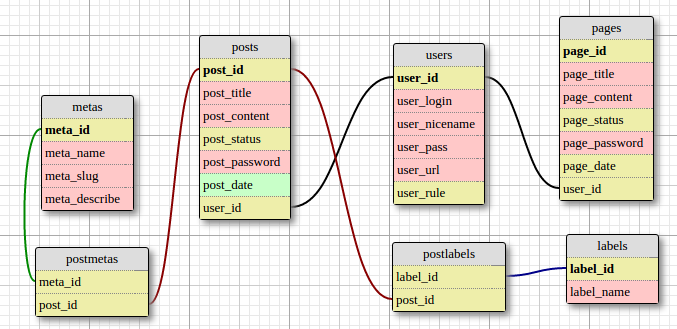 metas
meta_id
meta_name
meta_slug
meta_describe
postmetas
meta_id
post_id
posts
post_id
post_title
post_content
post_status
post_password
post_date
user_id
users
user_id
user_login
user_nicename
user_pass
user_url
user_rule
postlabels
label_id
post_id
pages
page_id
page_title
page_content
page_status
page_password
page_date
user_id
labels
label_id
label_name